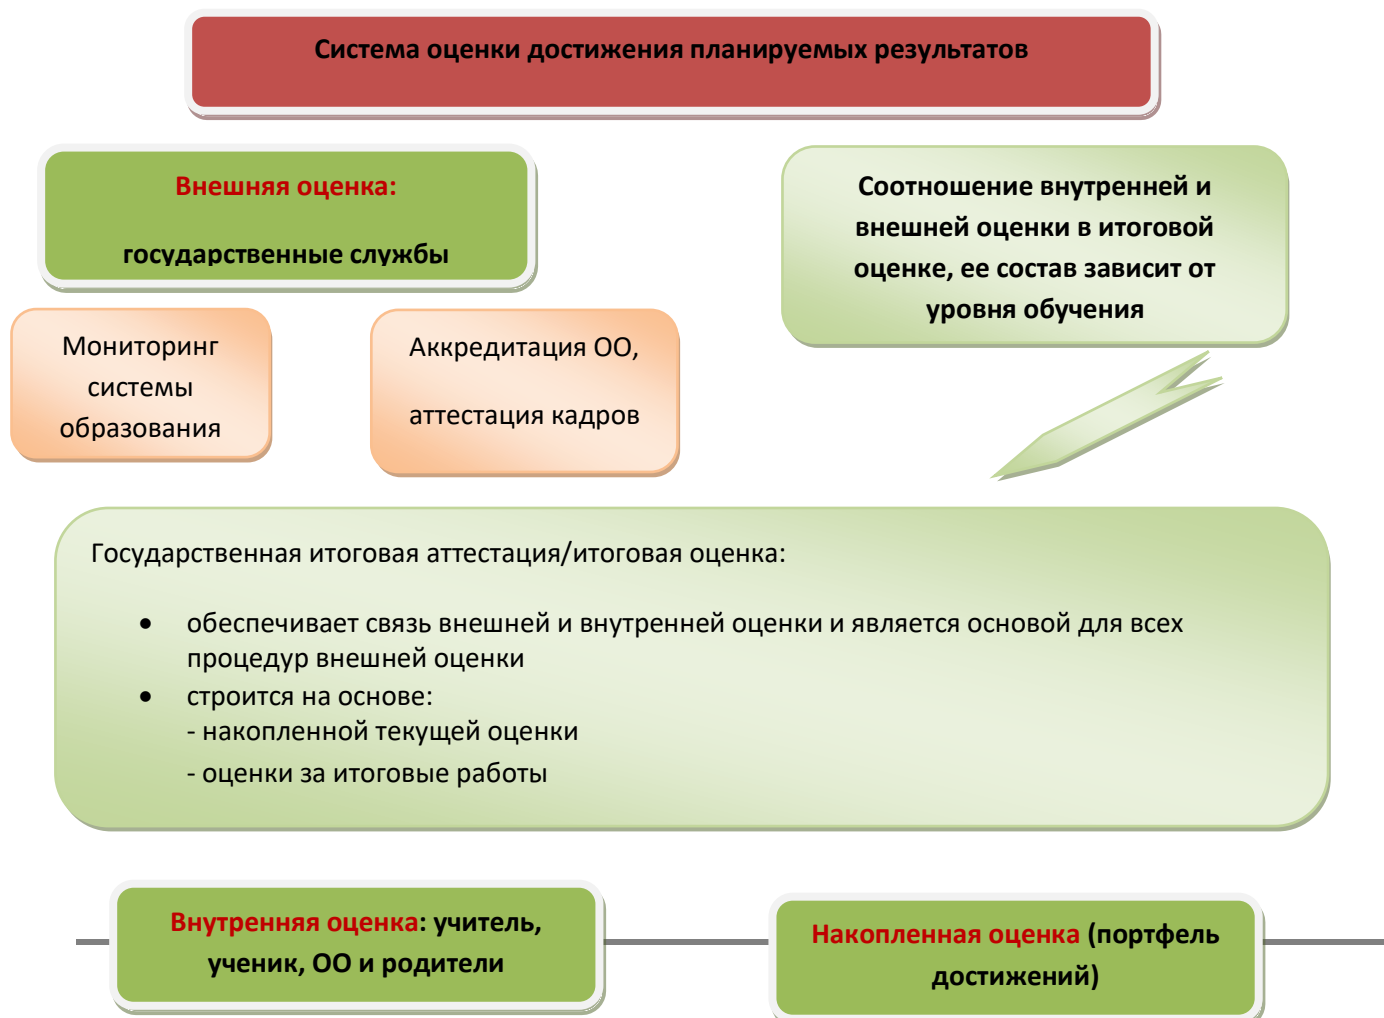 Система оценки достижения планируемых результатов
Внешняя оценка:
государственные службы
Соотношение внутренней и
внешней оценки в итоговой
оценке, ее состав зависит от
уровня обучения
Мониторинг
системы
образования
Аккредитация ОО,
аттестация кадров
Государственная итоговая аттестация/итоговая оценка:
• обеспечивает связь внешней и внутренней оценки и является основой для всех
процедур внешней оценки
• строится на основе:
- накопленной текущей оценки
- оценки за итоговые работы
Внутренняя оценка: учитель,
ученик, ОО и родители
Накопленная оценка (портфель
достижений)